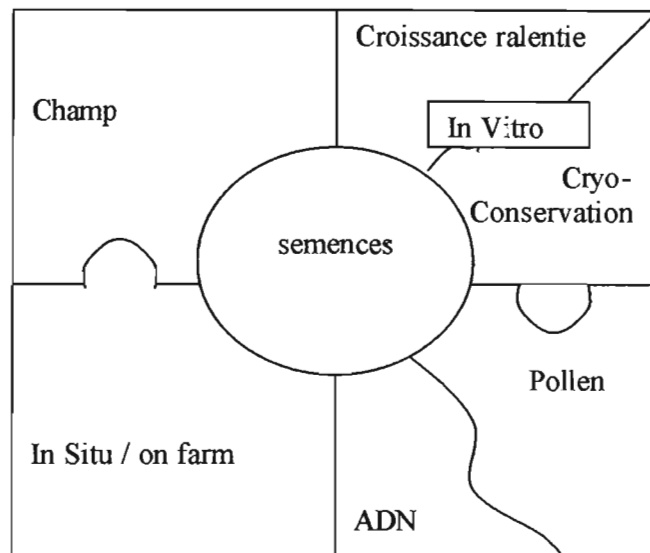 Croissance ralentie
Champ
In Vitro
Cryo-
Conservation
semences
Pollen
In Situ / on farm
ADN